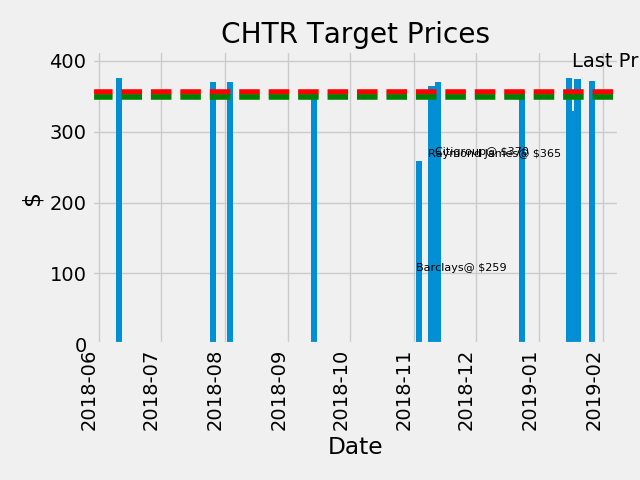 CHTR Target Prices
Last Pr
400
300
200
100
0
$
Citigroup@ $370
Raymond James@ $365
Barclays@ $259
2018-06
2018-07
2018-08
2018-09
2018-10
2018-11
2018-12
2019-01
2019-02
Date